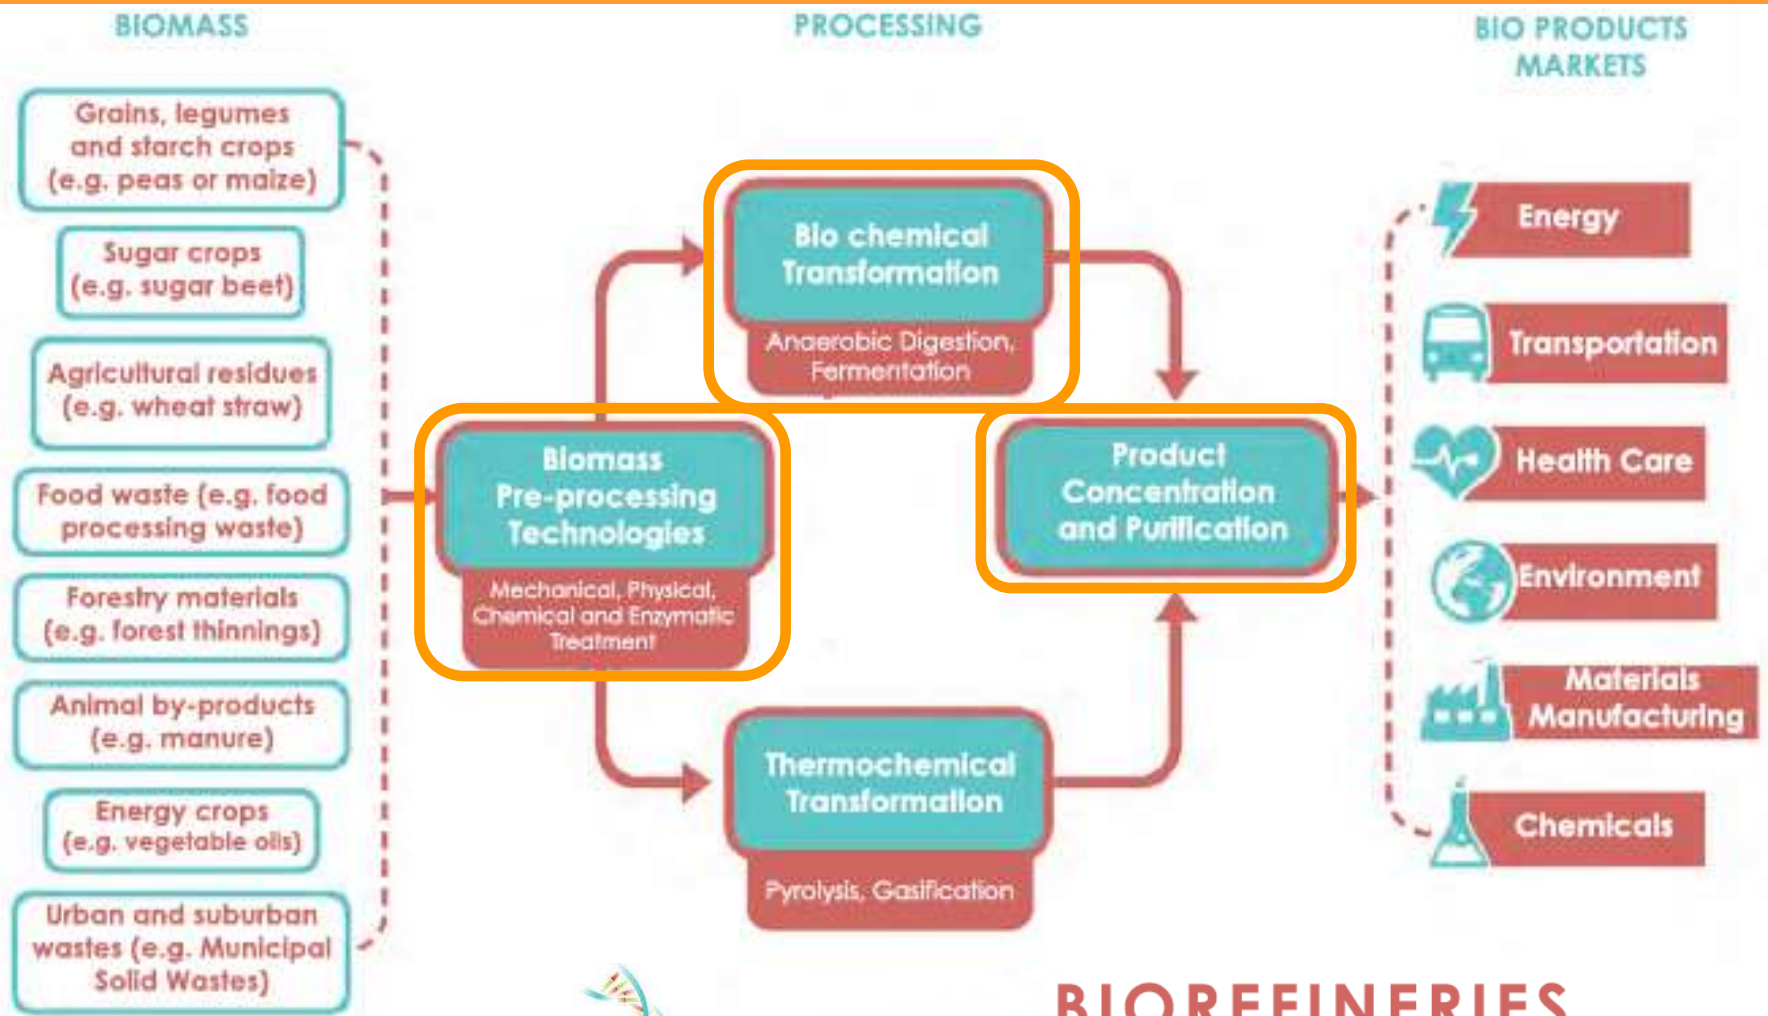 BIOMASS
Grains, legumes
and starch crops
(e.g. peas or maize)
Sugar crops
(e.g. sugar beet)
Agricultural residues
(e.g. wheat straw)
Food waste (e.g. food
processing waste)
Forestry materials
(e.g. forest thinnings)
Animal by-products
(e.g. manure)
Energy crops
(e.g. vegetable oils)
Urban and suburban
wastes (e.g. Municipal
Solid Wastes)
PROCESSING
Bio chemical
Transformation
Anaerobic Digestion,
Fermentation
Biomass
Pre-processing
Technologies
Mechanical, Physical,
Chemical and Enzymatic
Treatment
Product
Concentration
and Purification
Thermochemical
Transformation
Pyrolysis, Gasification
BIO PRODUCTS
MARKETS
Energy
Transportation
Health Care
Environment
Materials
Manufacturing
Chemicals
BIOREFINERIES